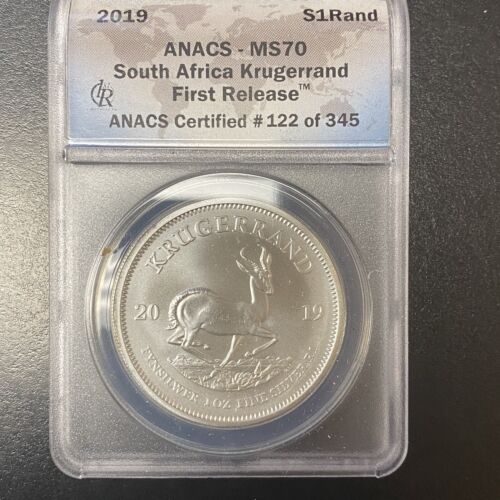 2019 S1Rand
ANACS - MS70
South Africa Krugerrand
First Release™
ANACS Certified # 122 of 345
KRUGERRAND
20 19
FYNSILWER 1 OZ FINE SILVER